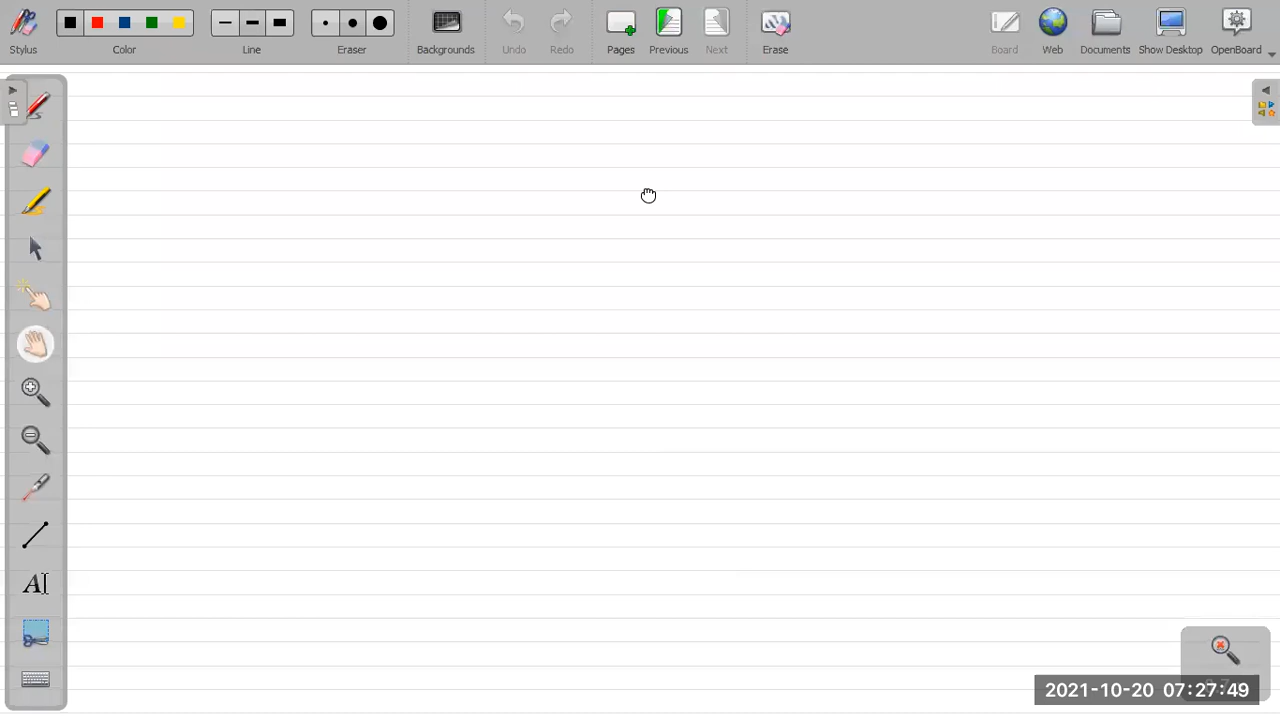 Stylus Color Line Eraser Backgrounds Undo Redo Pages Previous Next Erase Board Web Documents Show Desktop OpenBoard
2021-10-20 07:27:49